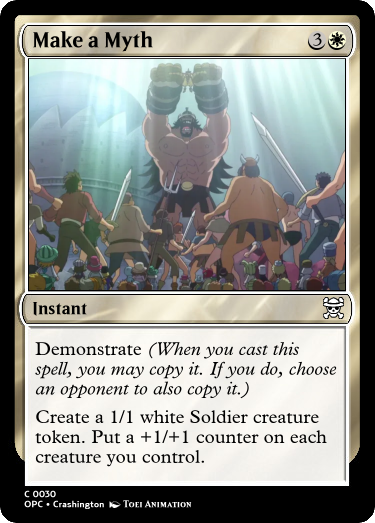 Make a Myth 3
Instant
Demonstrate (When you cast this
spell, you may copy it. If you do, choose
an opponent to also copy it.)
Create a 1/1 white Soldier creature
token. Put a +1/+1 counter on each
creature you control.
C 0030
OPC • Crashington TOEI ANIMATION